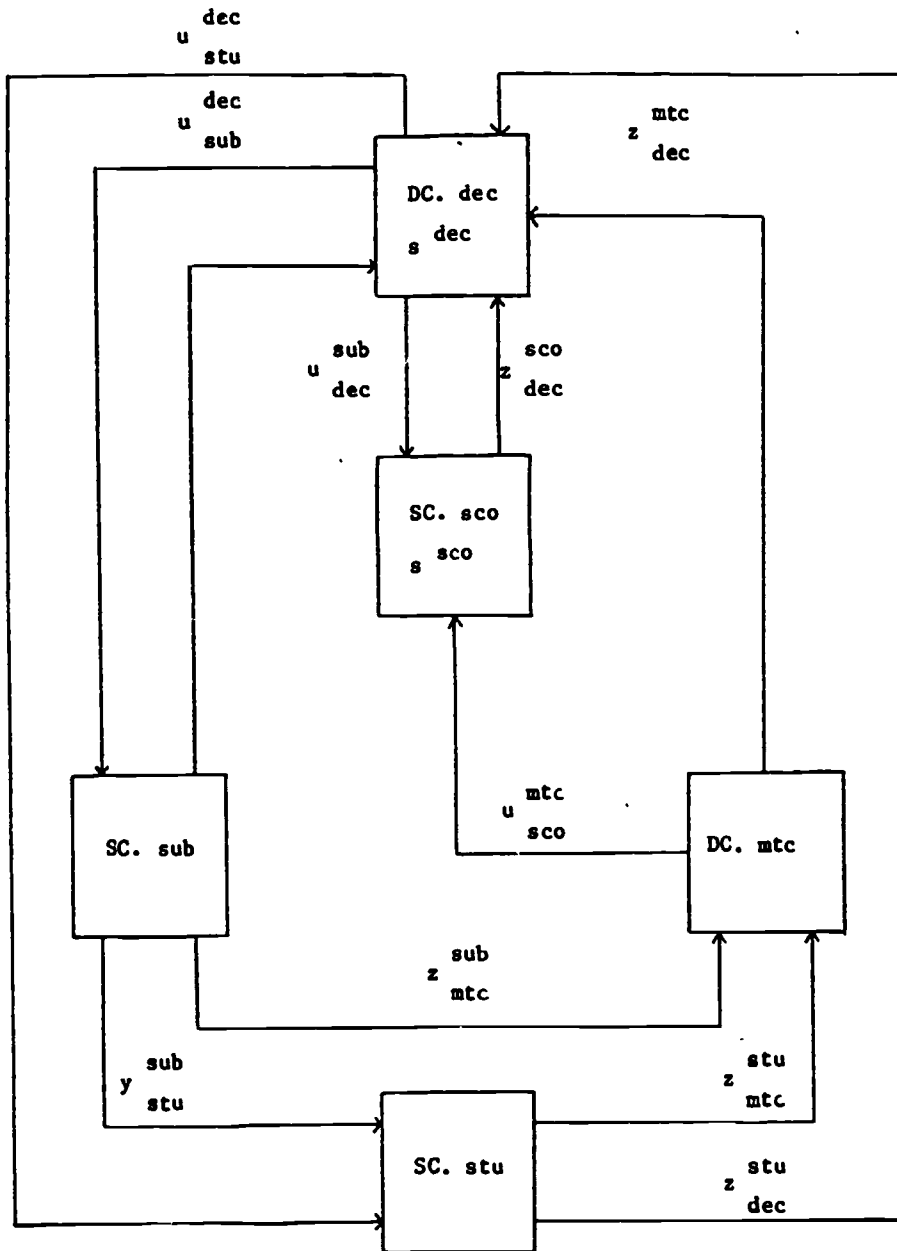 dec
u
stu
dec
u
sub
mtc
z
dec
DC. dec
s dec
sub
u
dec
sco
z
dec
SC. sco
s sco
mtc
u
sco
SC. sub
DC. mtc
sub
z
mtc
sub
y
stu
stu
z
mtc
SC. stu
stu
z
dec